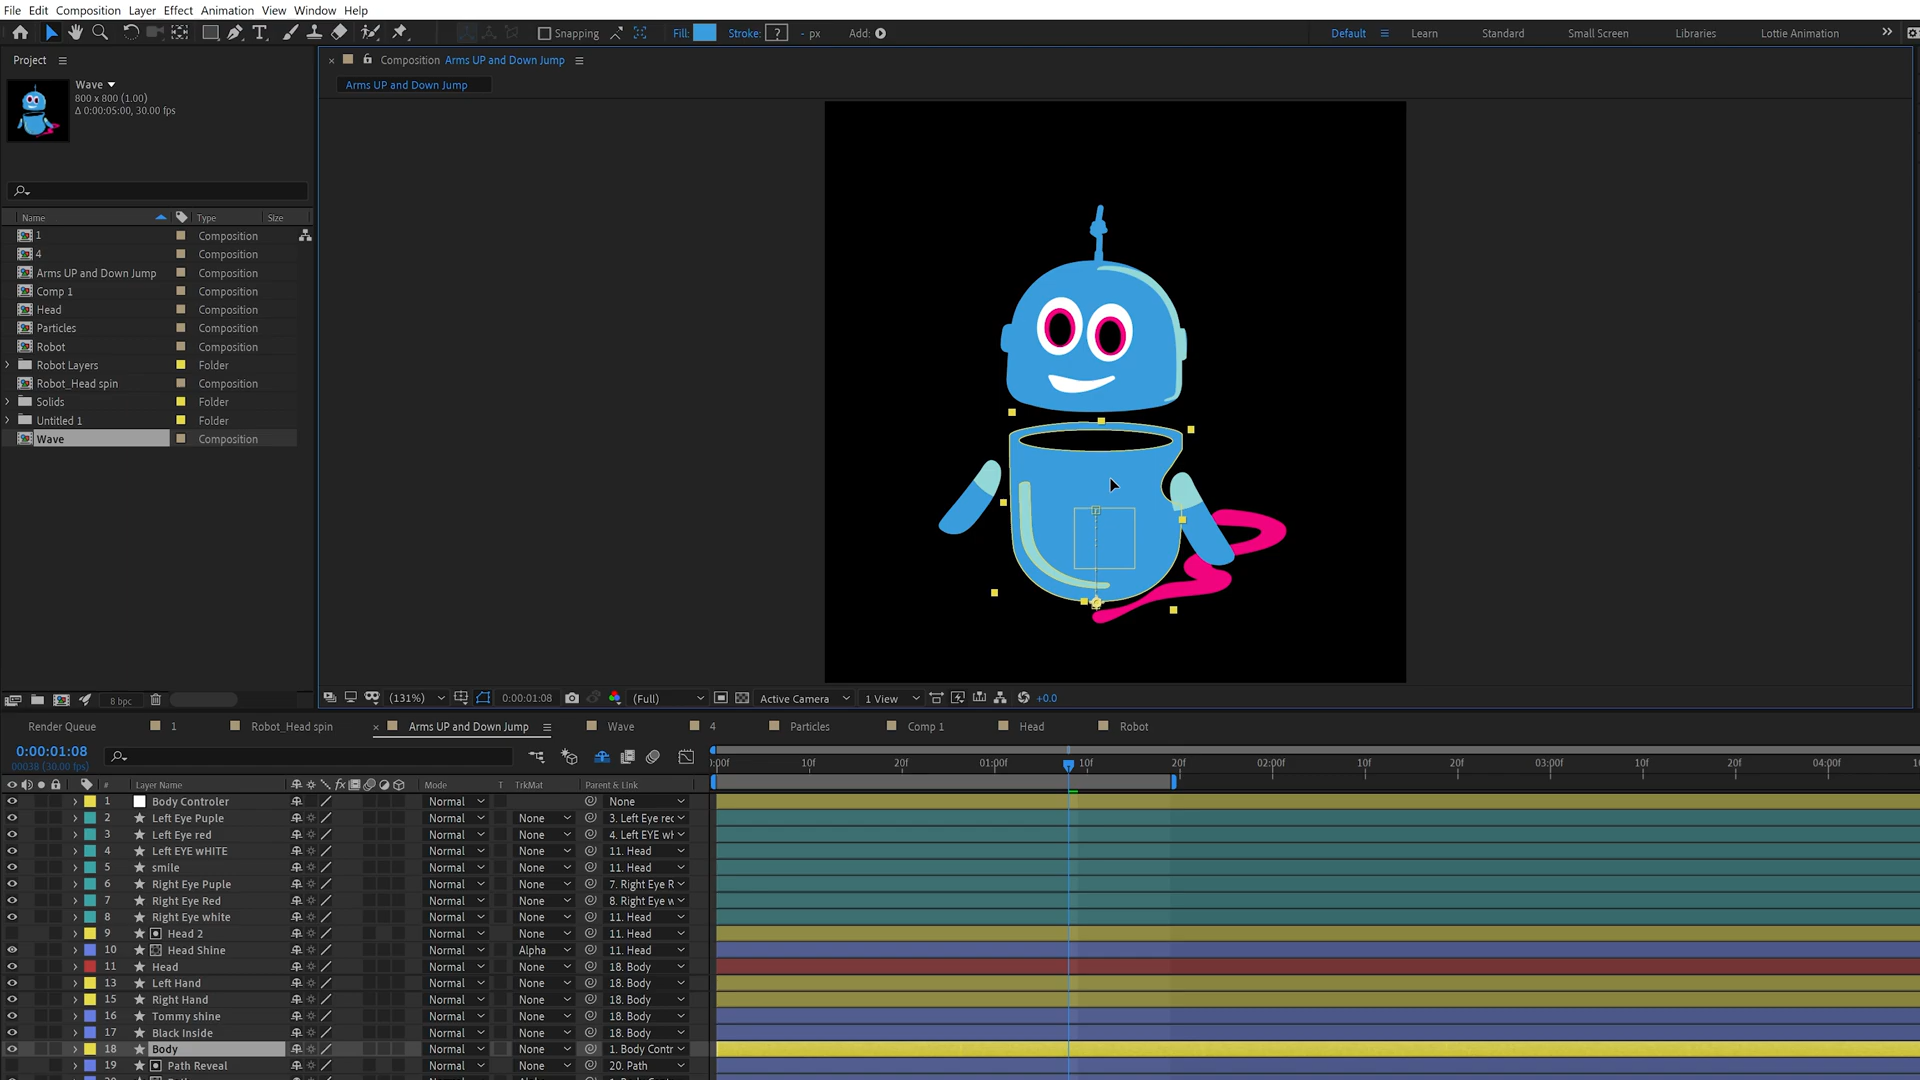 File Edit Composition Layer Effect Animation View Window Help
Snapping Fill: Stroke: ? - px Add: Default Learn Standard Small Screen Libraries Lottie Animation
Project
Composition Arms UP and Down Jump
Arms UP and Down Jump
Wave
800 x 800 (1.00)
Δ 0:00:05:00, 30.00 fps
Name Type Size
1 Composition
4 Composition
Arms UP and Down Jump Composition
Comp 1 Composition
Head Composition
Particles Composition
Robot Composition
Robot Layers Folder
Robot_Head spin Composition
Solids Folder
Untitled 1 Folder
Wave Composition
8 bpc
(131%) 0:00:01:08 (Full) Active Camera 1 View +0.0
Render Queue 1 Robot_Head spin Arms UP and Down Jump Wave 4 Particles Comp 1 Head Robot
0:00:01:08
00038 (30.00 fps)
:00f 10f 20f 01:00f 10f 20f 02:00f 10f 20f 03:00f 10f 20f 04:00f
# Layer Name fx Mode T TrkMat Parent & Link
1 Body Controler Normal None
2 Left Eye Puple Normal None 3. Left Eye rec
3 Left Eye red Normal None 4. Left EYE wH
4 Left EYE wHITE Normal None 11. Head
5 smile Normal None 11. Head
6 Right Eye Puple Normal None 7. Right Eye R
7 Right Eye Red Normal None 8. Right Eye w
8 Right Eye white Normal None 11. Head
9 Head 2 Normal None 11. Head
10 Head Shine Normal Alpha 11. Head
11 Head Normal None 18. Body
13 Left Hand Normal None 18. Body
15 Right Hand Normal None 18. Body
16 Tommy shine Normal None 18. Body
17 Black Inside Normal None 18. Body
18 Body Normal None 1. Body Contr
19 Path Reveal Normal None 20. Path